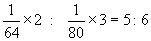 1/64 × 2 : 1/80 × 3 = 5 : 6